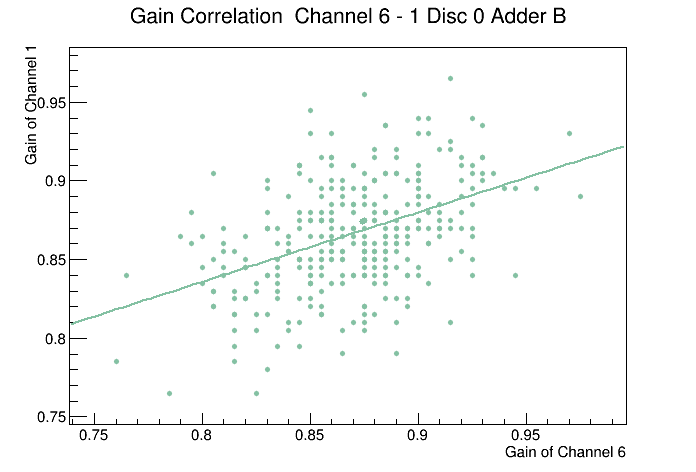 Gain Correlation  Channel 6 - 1 Disc 0 Adder B
Gain of Channel 1
0.95
0.9
0.85
0.8
0.75
0.75 0.8 0.85 0.9 0.95
Gain of Channel 6